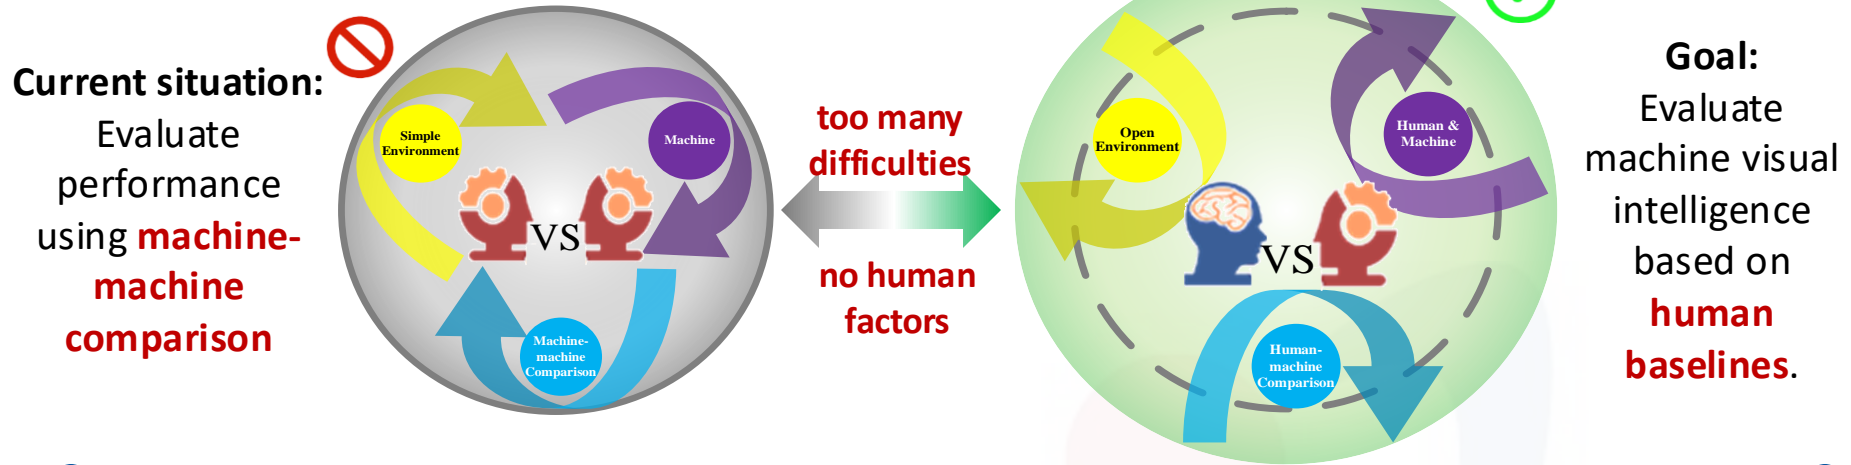 Current situation:
Evaluate
performance
using machine-
machine
comparison
Simple
Environment
Machine
VS
Machine-
machine
Comparison
too many
difficulties
no human
factors
Open
Environment
Human &
Machine
VS
Human-
machine
Comparison
Goal:
Evaluate
machine visual
intelligence
based on
human
baselines.